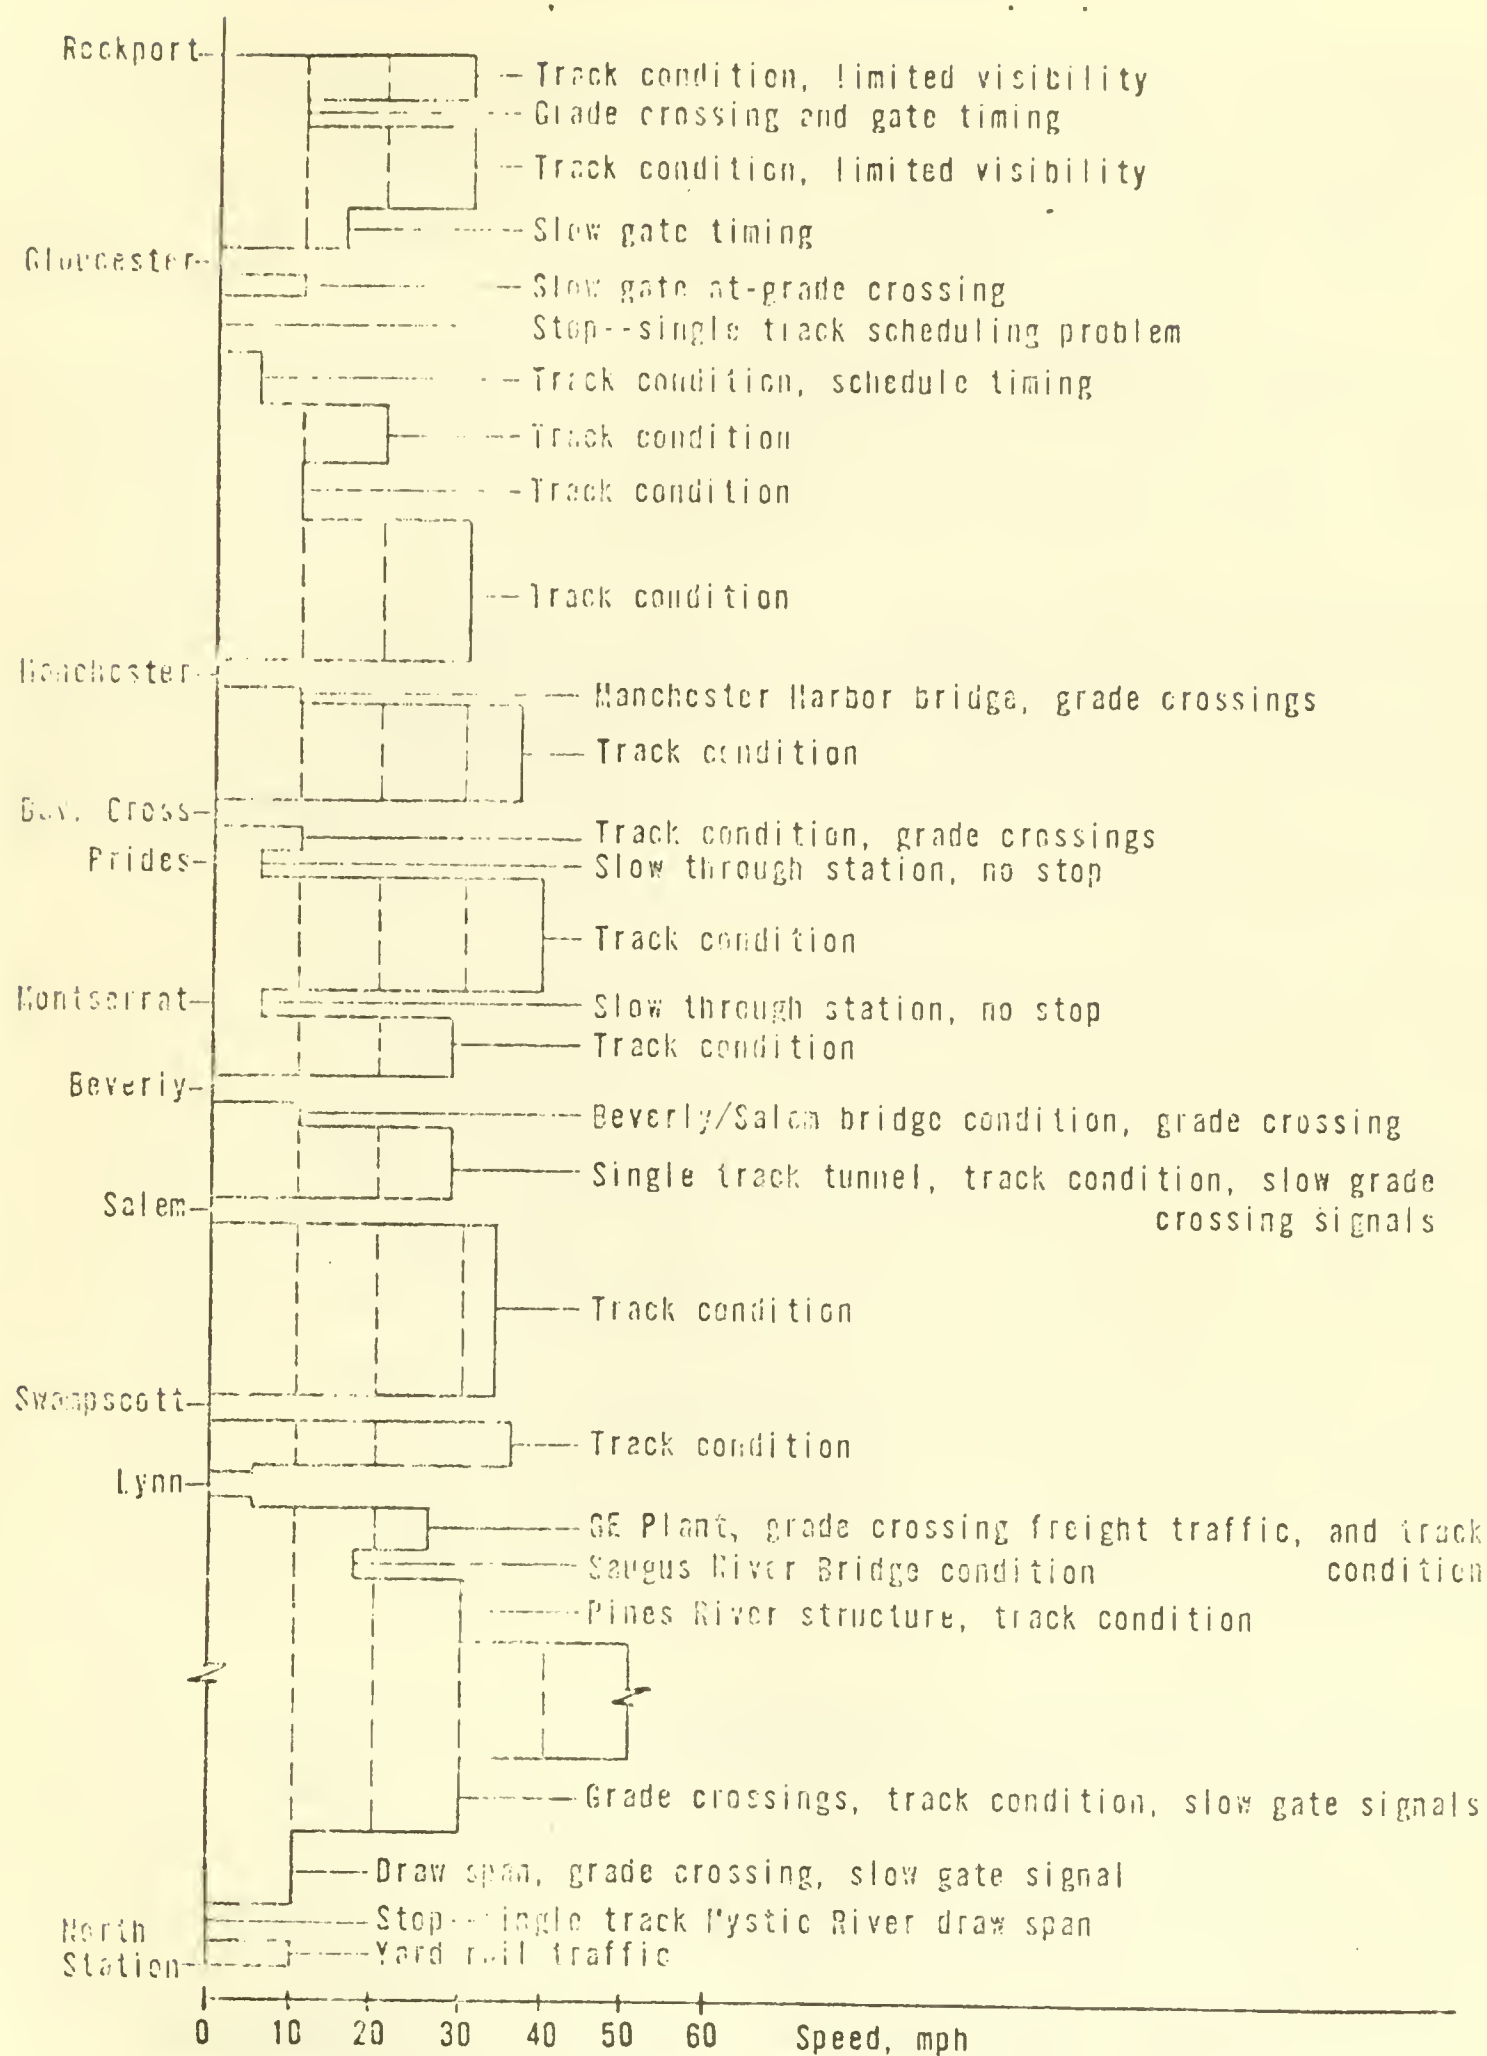 Rockport
Track condition, limited visibility
Grade crossing and gate timing
Track condition, limited visibility
Slow gate timing
Gloucester
Slow gate at-grade crossing
Stop--single track scheduling problem
Track condition, schedule timing
Track condition
Track condition
Track condition
Manchester
Manchester Harbor bridge, grade crossings
Track condition
Bev. Cross
Track condition, grade crossings
Prides
Slow through station, no stop
Track condition
Montserrat
Slow through station, no stop
Track condition
Beverly
Beverly/Salem bridge condition, grade crossing
Single track tunnel, track condition, slow grade
crossing signals
Salem
Track condition
Swampscott
Track condition
Lynn
GE Plant, grade crossing freight traffic, and track
condition
Saugus River Bridge condition
Pines River structure, track condition
Grade crossings, track condition, slow gate signals
Draw span, grade crossing, slow gate signal
Stop--single track Mystic River draw span
North
Station
Yard rail traffic
0 10 20 30 40 50 60 Speed, mph